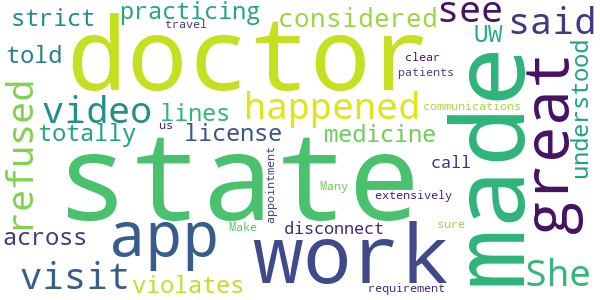 strict practicing travel considered see said
told doctor UW clear patients
refused video lines happened communications made great understood
totally us license medicine
state appointment call
Many extensively
across app Make disconnect work sure She
visit violates requirement